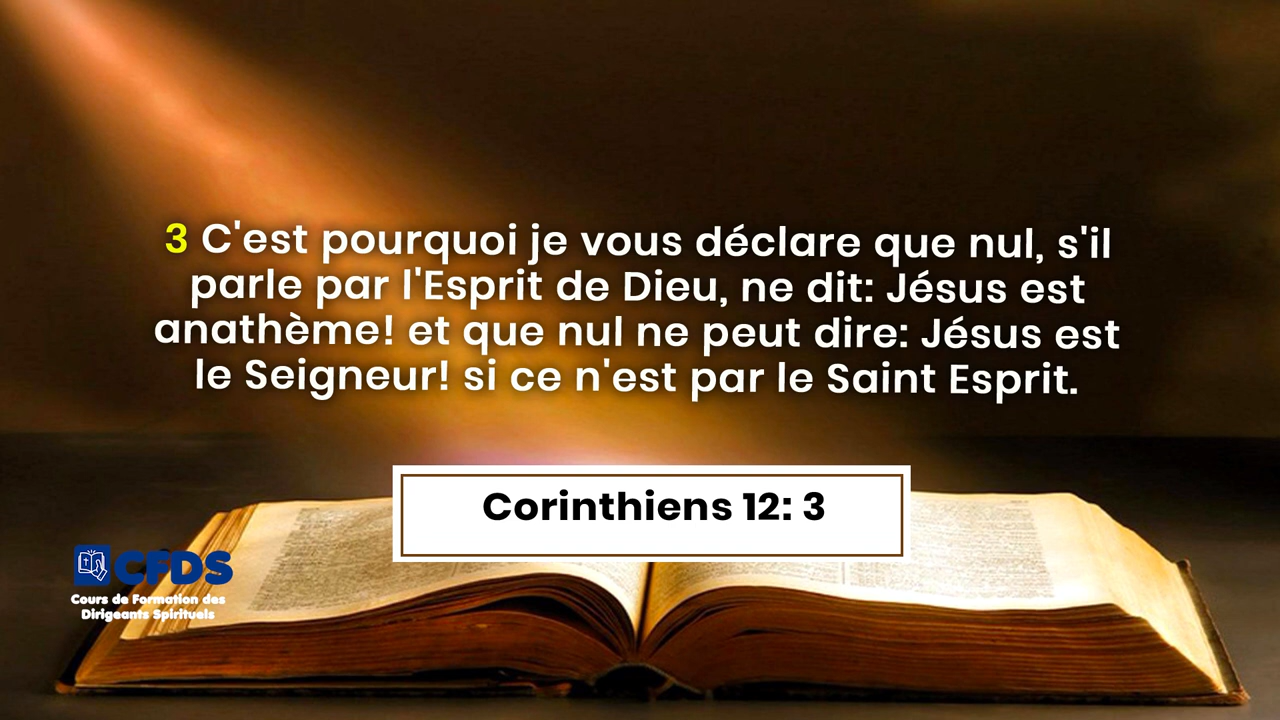 3 C'est pourquoi je vous déclare que nul, s'il
parle par l'Esprit de Dieu, ne dit: Jésus est
anathème! et que nul ne peut dire: Jésus est
le Seigneur! si ce n'est par le Saint Esprit.
Corinthiens 12: 3
CFDS
Cours de Formation des
Dirigeants Spirituels